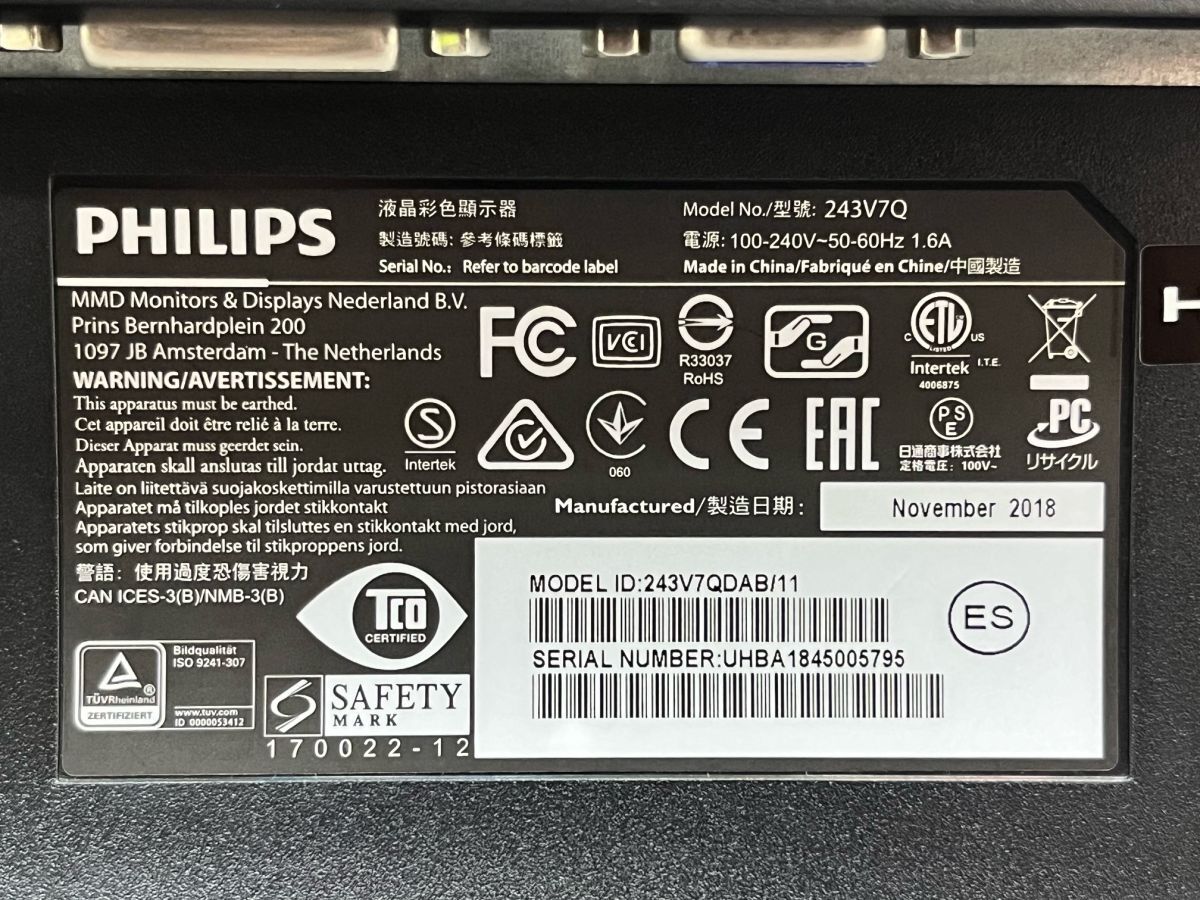 PHILIPS
液晶彩色顯示器
製造號碼: 參考條碼標籤
Serial No.: Refer to barcode label
Model No./型號: 243V7Q
電源: 100-240V~50-60Hz 1.6A
Made in China/Fabriqué en Chine/中國製造
MMD Monitors & Displays Nederland B.V.
Prins Bernhardplein 200
1097 JB Amsterdam - The Netherlands
WARNING/AVERTISSEMENT:
This apparatus must be earthed.
Cet appareil doit être relié à la terre.
Dieser Apparat muss geerdet sein.
Apparaten skall anslutas till jordat uttag.
Laite on liitettävä suojakoskettimilla varustettuun pistorasiaan
Apparatet må tilkoples jordet stikkontakt
Apparatets stikprop skal tilsluttes en stikkontakt med jord,
som giver forbindelse til stikproppens jord.
警語: 使用過度恐傷害視力
CAN ICES-3(B)/NMB-3(B)
FC
VCI
R33037
RoHS
G
ETL
C US
LISTED
Intertek I.T.E.
4006875
S
Intertek
060
CE
EAC
PS
E
日通商事株式会社
定格電圧: 100V~
PC
リサイクル
Manufactured/製造日期:
November 2018
TCO
CERTIFIED
MODEL ID:243V7QDAB/11
SERIAL NUMBER:UHBA1845005795
ES
TÜVRheinland®
ZERTIFIZIERT
Bildqualität
ISO 9241-307
www.tuv.com
ID 0000053412
SAFETY
MARK
170022-12